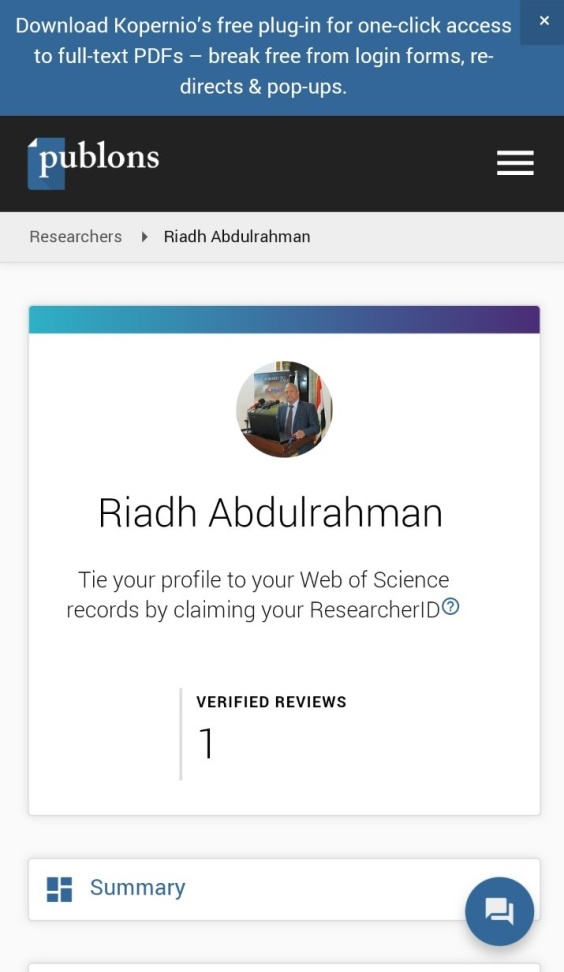 Download Kopernio’s free plug-in for one-click access
to full-text PDFs – break free from login forms, re-
directs & pop-ups.
×
publons
Researchers
Riadh Abdulrahman
Riadh Abdulrahman
Tie your profile to your Web of Science
records by claiming your ResearcherID?
VERIFIED REVIEWS
1
Summary